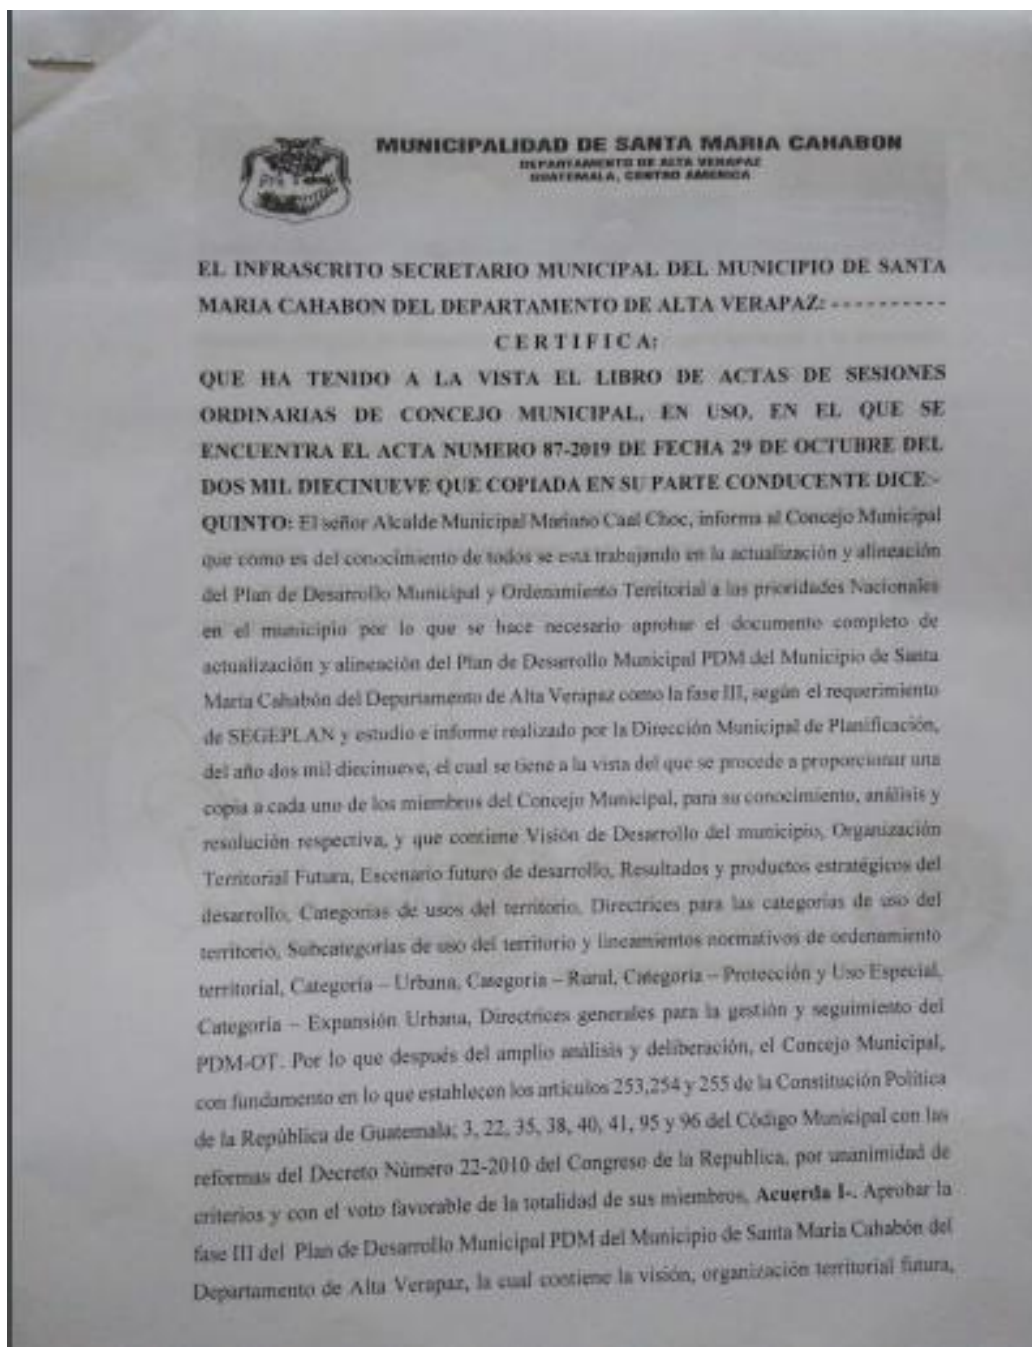 MUNICIPALIDAD DE SANTA MARIA CAHABON
DEPARTAMENTO DE ALTA VERAPAZ
GUATEMALA, CENTRO AMERICA
EL INFRASCRITO SECRETARIO MUNICIPAL DEL MUNICIPIO DE SANTA
MARIA CAHABON DEL DEPARTAMENTO DE ALTA VERAPAZ: - - - - - - - - - -
C E R T I F I C A:
QUE HA TENIDO A LA VISTA EL LIBRO DE ACTAS DE SESIONES
ORDINARIAS DE CONCEJO MUNICIPAL, EN USO, EN EL QUE SE
ENCUENTRA EL ACTA NUMERO 87-2019 DE FECHA 29 DE OCTUBRE DEL
DOS MIL DIECINUEVE QUE COPIADA EN SU PARTE CONDUCENTE DICE:-
QUINTO: El señor Alcalde Municipal Mariano Caal Choc, informa al Concejo Municipal
que como es del conocimiento de todos se está trabajando en la actualización y alineación
del Plan de Desarrollo Municipal y Ordenamiento Territorial a las prioridades Nacionales
en el municipio por lo que se hace necesario aprobar el documento completo de
actualización y alineación del Plan de Desarrollo Municipal PDM del Municipio de Santa
María Cahabón del Departamento de Alta Verapaz como la fase III, según el requerimiento
de SEGEPLAN y estudio e informe realizado por la Dirección Municipal de Planificación,
del año dos mil diecinueve, el cual se tiene a la vista del que se procede a proporcionar una
copia a cada uno de los miembros del Concejo Municipal, para su conocimiento, análisis y
resolución respectiva, y que contiene Visión de Desarrollo del municipio, Organización
Territorial Futura, Escenario futuro de desarrollo, Resultados y productos estratégicos del
desarrollo, Categorías de usos del territorio, Directrices para las categorías de uso del
territorio, Subcategorías de uso del territorio y lineamientos normativos de ordenamiento
territorial, Categoría – Urbana, Categoría – Rural, Categoría – Protección y Uso Especial,
Categoría – Expansión Urbana, Directrices generales para la gestión y seguimiento del
PDM-OT. Por lo que después del amplio análisis y deliberación, el Concejo Municipal,
con fundamento en lo que establecen los artículos 253,254 y 255 de la Constitución Política
de la República de Guatemala; 3, 22, 35, 38, 40, 41, 95 y 96 del Código Municipal con las
reformas del Decreto Número 22-2010 del Congreso de la Republica, por unanimidad de
criterios y con el voto favorable de la totalidad de sus miembros, Acuerda I-. Aprobar la
fase III del Plan de Desarrollo Municipal PDM del Municipio de Santa María Cahabón del
Departamento de Alta Verapaz, la cual contiene la visión, organización territorial futura,